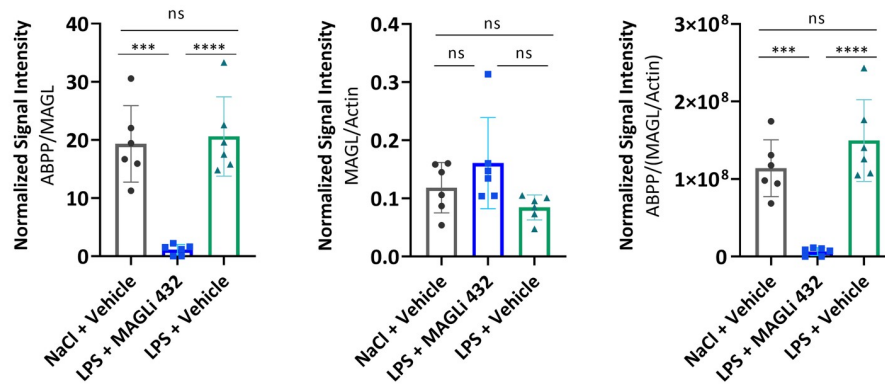 Normalized Signal Intensity
ABPP/MAGL
40
30
20
10
0
ns
***
****
NaCl + Vehicle
LPS + MAGLi 432
LPS + Vehicle
Normalized Signal Intensity
MAGL/Actin
0.4
0.3
0.2
0.1
0.0
ns
ns
ns
NaCl + Vehicle
LPS + MAGLi 432
LPS + Vehicle
Normalized Signal Intensity
ABPP/(MAGL/Actin)
3×10⁸
2×10⁸
1×10⁸
0
ns
***
****
NaCl + Vehicle
LPS + MAGLi 432
LPS + Vehicle